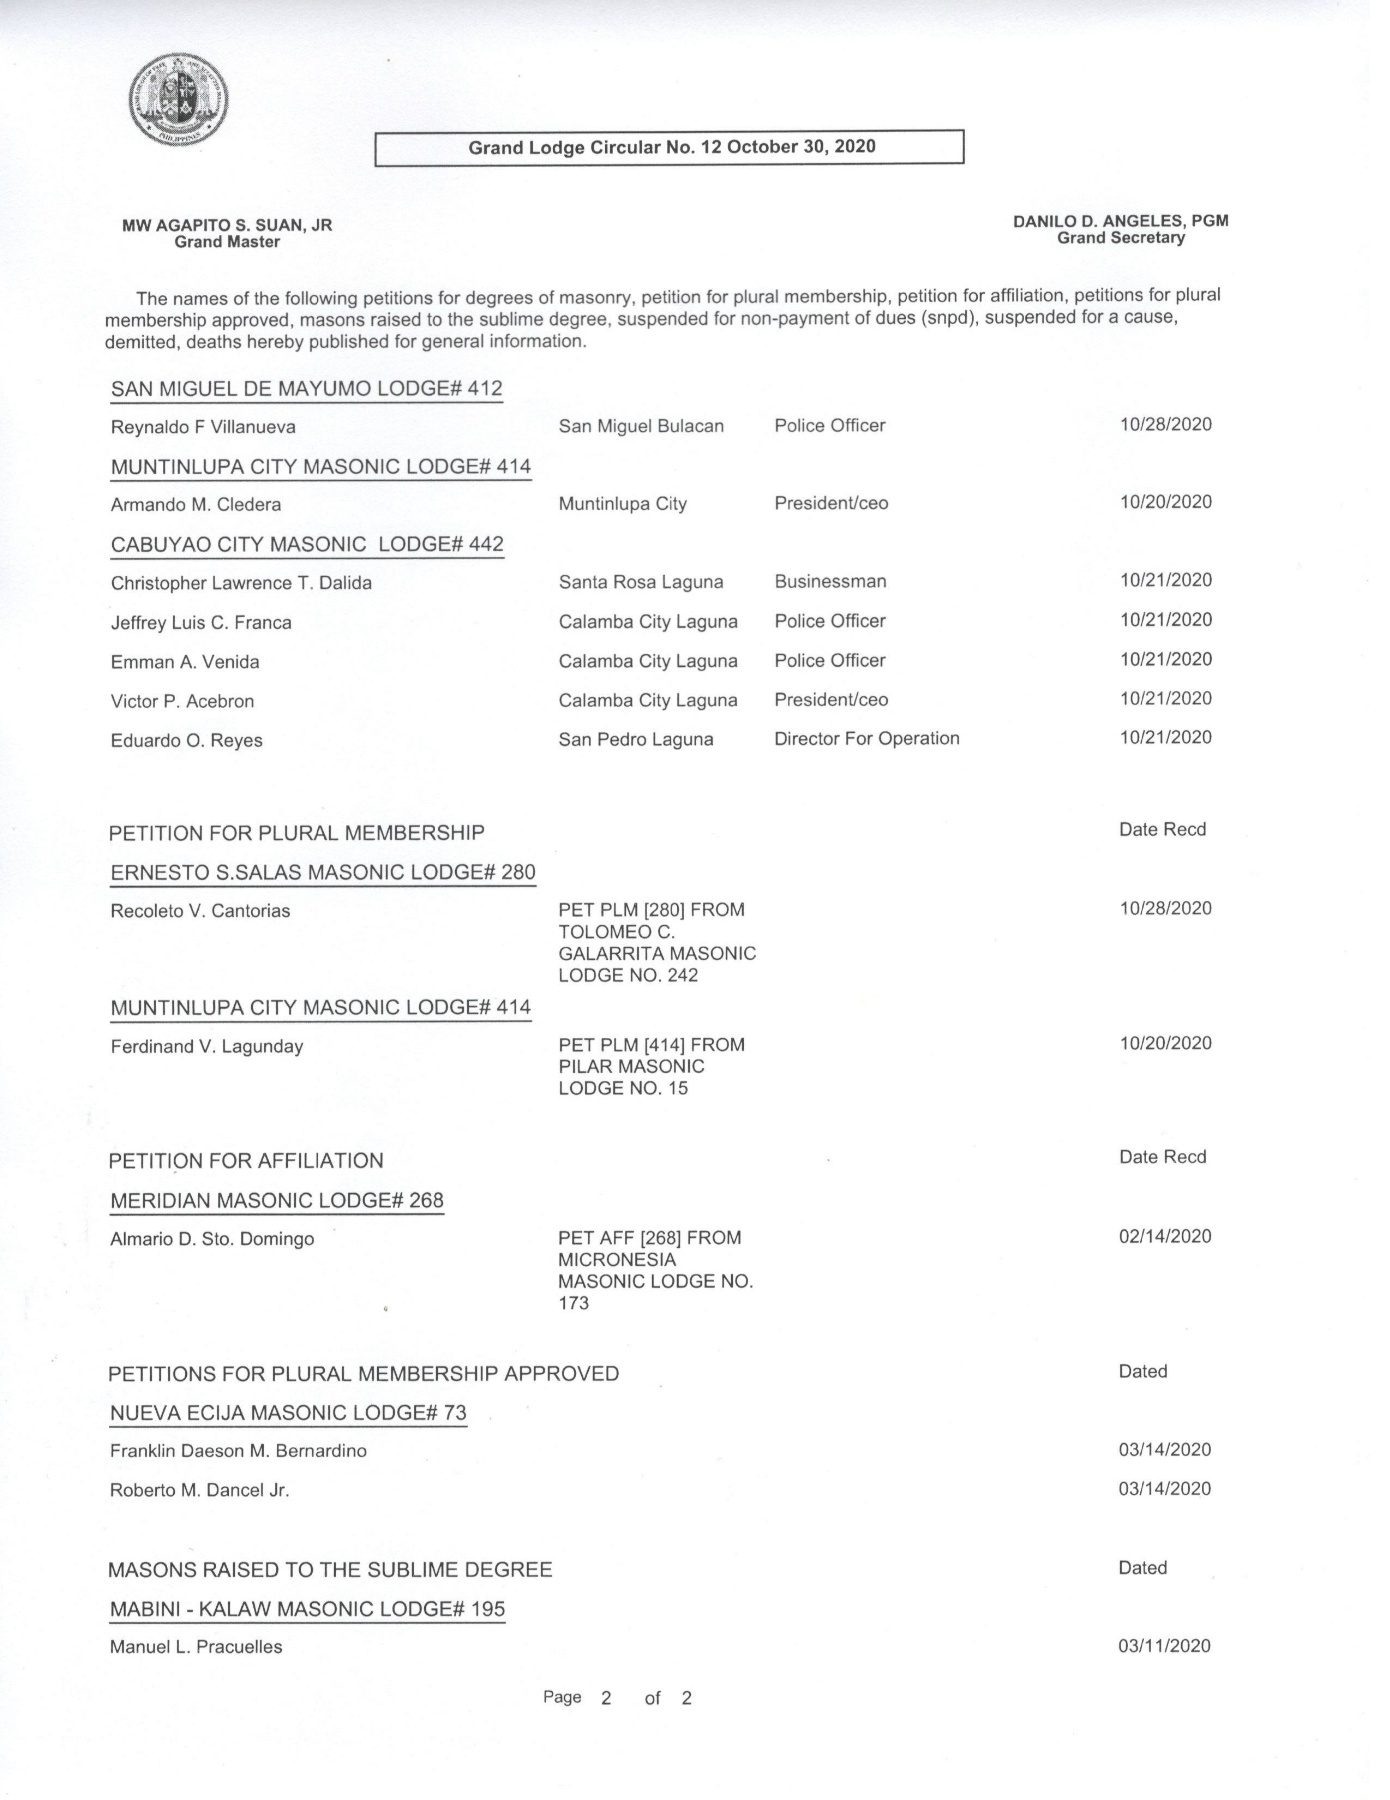 PHILIPPINES
Grand Lodge Circular No. 12 October 30, 2020
MW AGAPITO S. SUAN, JR
Grand Master
DANILO D. ANGELES, PGM
Grand Secretary
The names of the following petitions for degrees of masonry, petition for plural membership, petition for affiliation, petitions for plural
membership approved, masons raised to the sublime degree, suspended for non-payment of dues (snpd), suspended for a cause,
demitted, deaths hereby published for general information.
SAN MIGUEL DE MAYUMO LODGE# 412
Reynaldo F Villanueva San Miguel Bulacan Police Officer 10/28/2020
MUNTINLUPA CITY MASONIC LODGE# 414
Armando M. Cledera Muntinlupa City President/ceo 10/20/2020
CABUYAO CITY MASONIC LODGE# 442
Christopher Lawrence T. Dalida Santa Rosa Laguna Businessman 10/21/2020
Jeffrey Luis C. Franca Calamba City Laguna Police Officer 10/21/2020
Emman A. Venida Calamba City Laguna Police Officer 10/21/2020
Victor P. Acebron Calamba City Laguna President/ceo 10/21/2020
Eduardo O. Reyes San Pedro Laguna Director For Operation 10/21/2020
PETITION FOR PLURAL MEMBERSHIP Date Recd
ERNESTO S.SALAS MASONIC LODGE# 280
Recoleto V. Cantorias PET PLM [280] FROM 10/28/2020
TOLOMEO C.
GALARRITA MASONIC
LODGE NO. 242
MUNTINLUPA CITY MASONIC LODGE# 414
Ferdinand V. Lagunday PET PLM [414] FROM 10/20/2020
PILAR MASONIC
LODGE NO. 15
PETITION FOR AFFILIATION Date Recd
MERIDIAN MASONIC LODGE# 268
Almario D. Sto. Domingo PET AFF [268] FROM 02/14/2020
MICRONESIA
MASONIC LODGE NO.
173
PETITIONS FOR PLURAL MEMBERSHIP APPROVED Dated
NUEVA ECIJA MASONIC LODGE# 73
Franklin Daeson M. Bernardino 03/14/2020
Roberto M. Dancel Jr. 03/14/2020
MASONS RAISED TO THE SUBLIME DEGREE Dated
MABINI - KALAW MASONIC LODGE# 195
Manuel L. Pracuelles 03/11/2020
Page 2 of 2